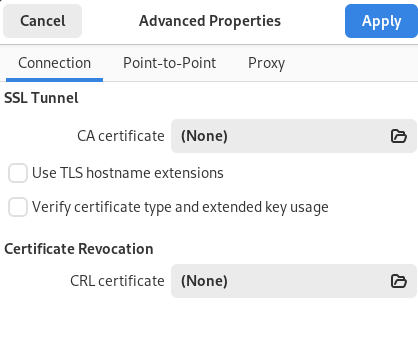 Cancel Advanced Properties Apply
Connection Point-to-Point Proxy
SSL Tunnel
CA certificate (None)
Use TLS hostname extensions
Verify certificate type and extended key usage
Certificate Revocation
CRL certificate (None)